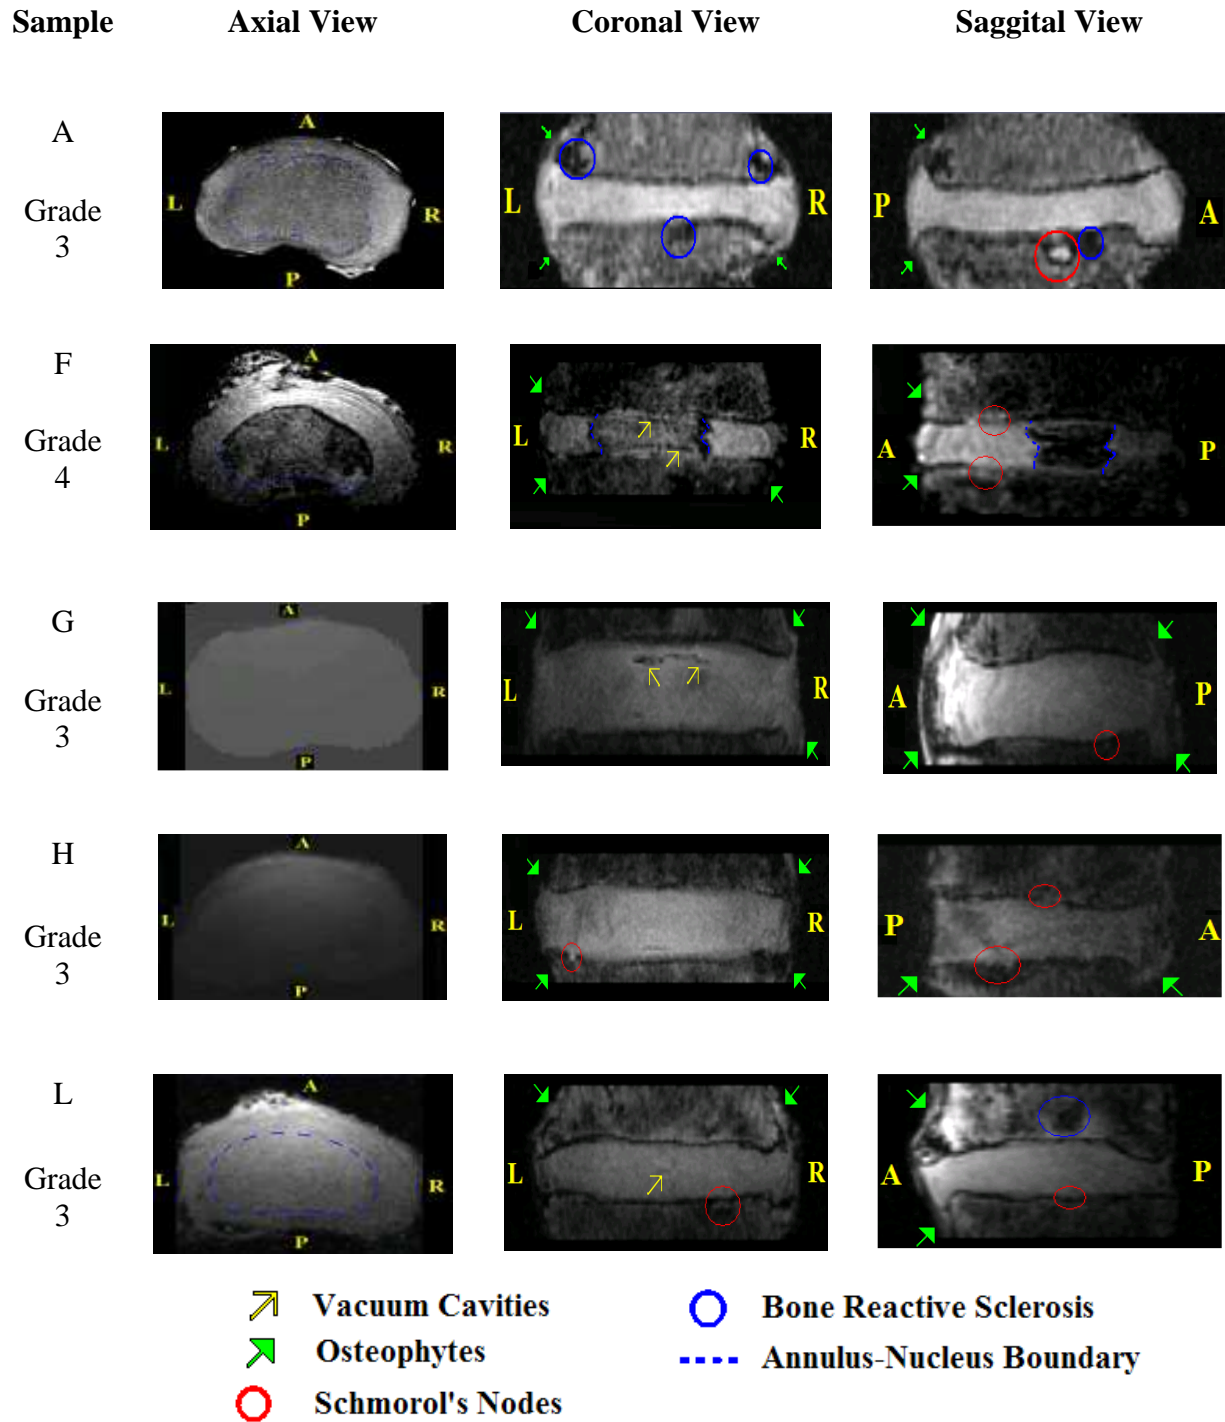 Sample Axial View Coronal View Saggital View
A
Grade
3
A
L R
P
L R
P A
F
Grade
4
A
L R
P
L R
A P
G
Grade
3
A
L R
P
L R
A P
H
Grade
3
A
L R
P
L R
P A
L
Grade
3
A
L R
P
L R
A P
Vacuum Cavities Bone Reactive Sclerosis
Osteophytes Annulus-Nucleus Boundary
Schmorol's Nodes